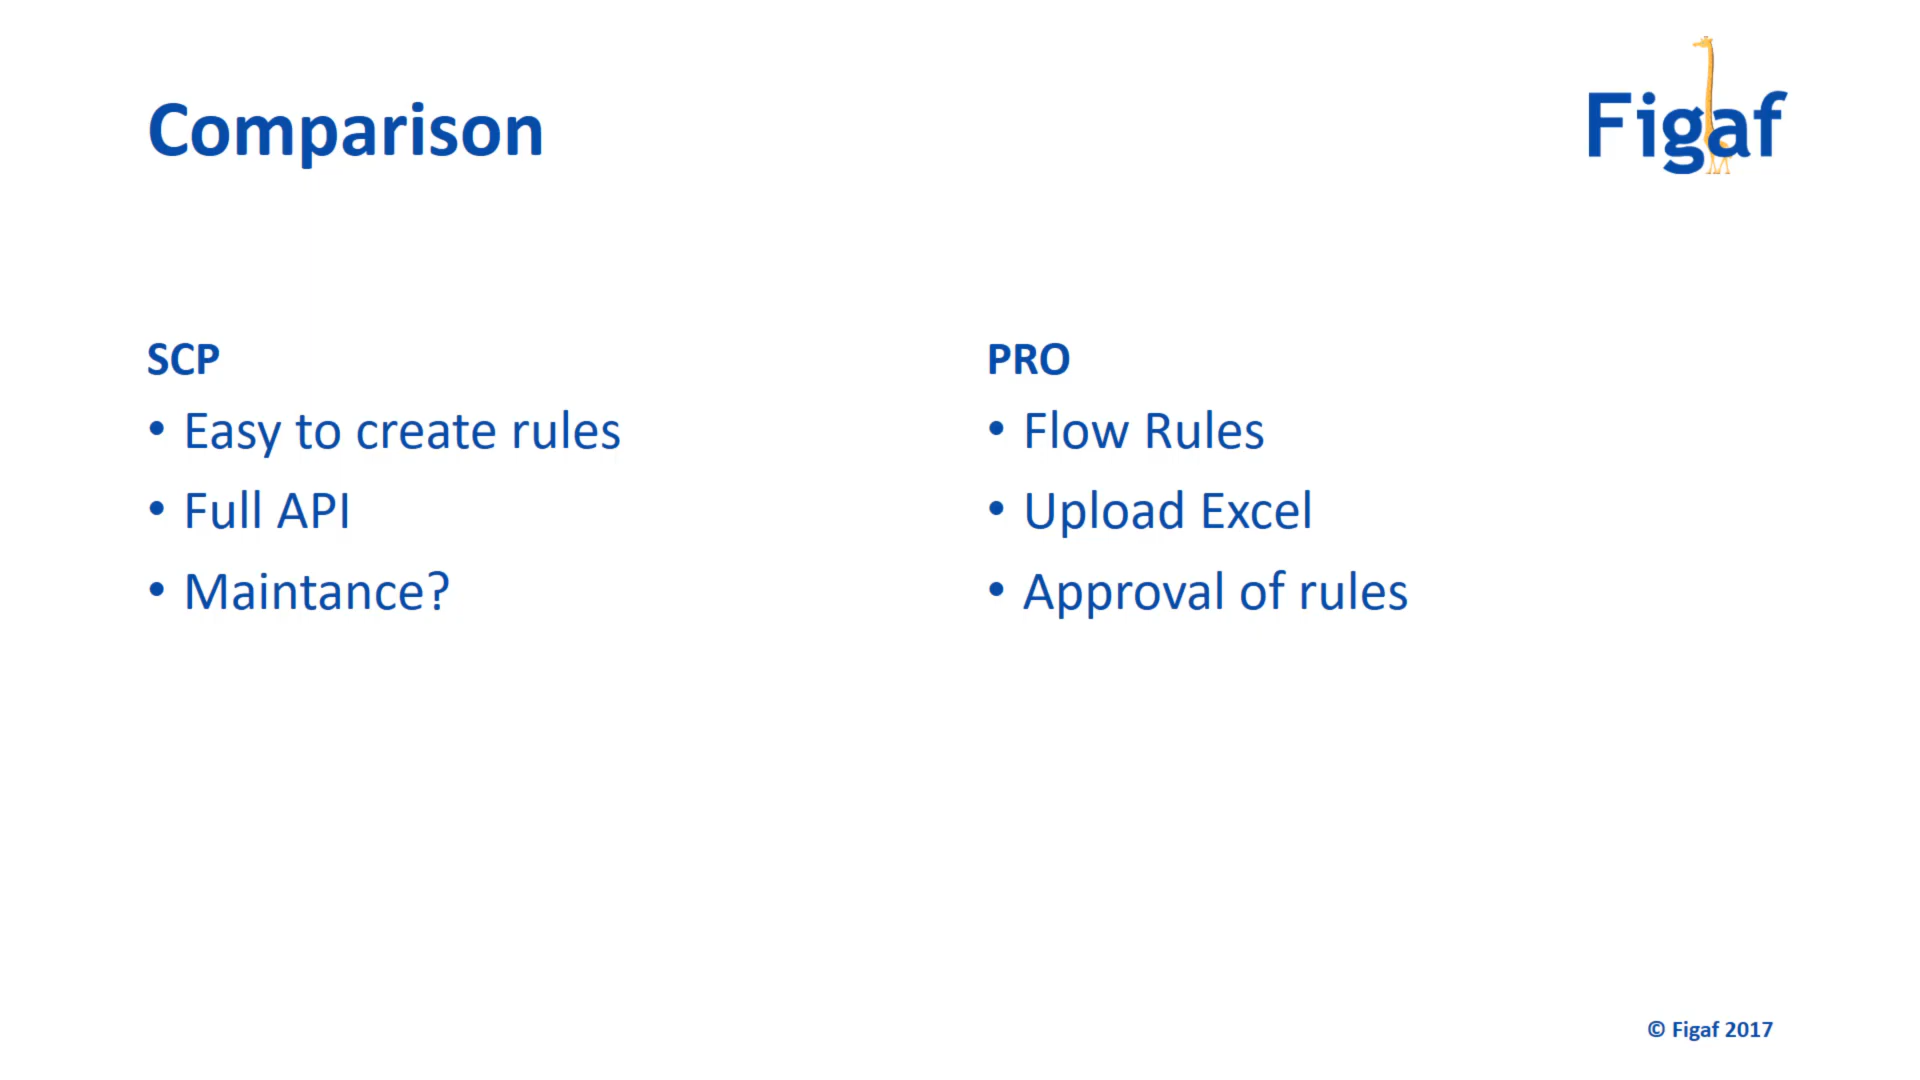 Comparison
Figaf
SCP
• Easy to create rules
• Full API
• Maintance?
PRO
• Flow Rules
• Upload Excel
• Approval of rules
© Figaf 2017